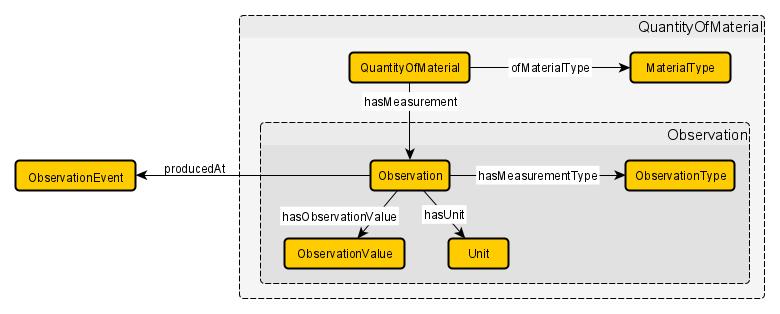 QuantityOfMaterial
QuantityOfMaterial
ofMaterialType
MaterialType
hasMeasurement
Observation
ObservationEvent
producedAt
Observation
hasMeasurementType
ObservationType
hasObservationValue
hasUnit
ObservationValue
Unit